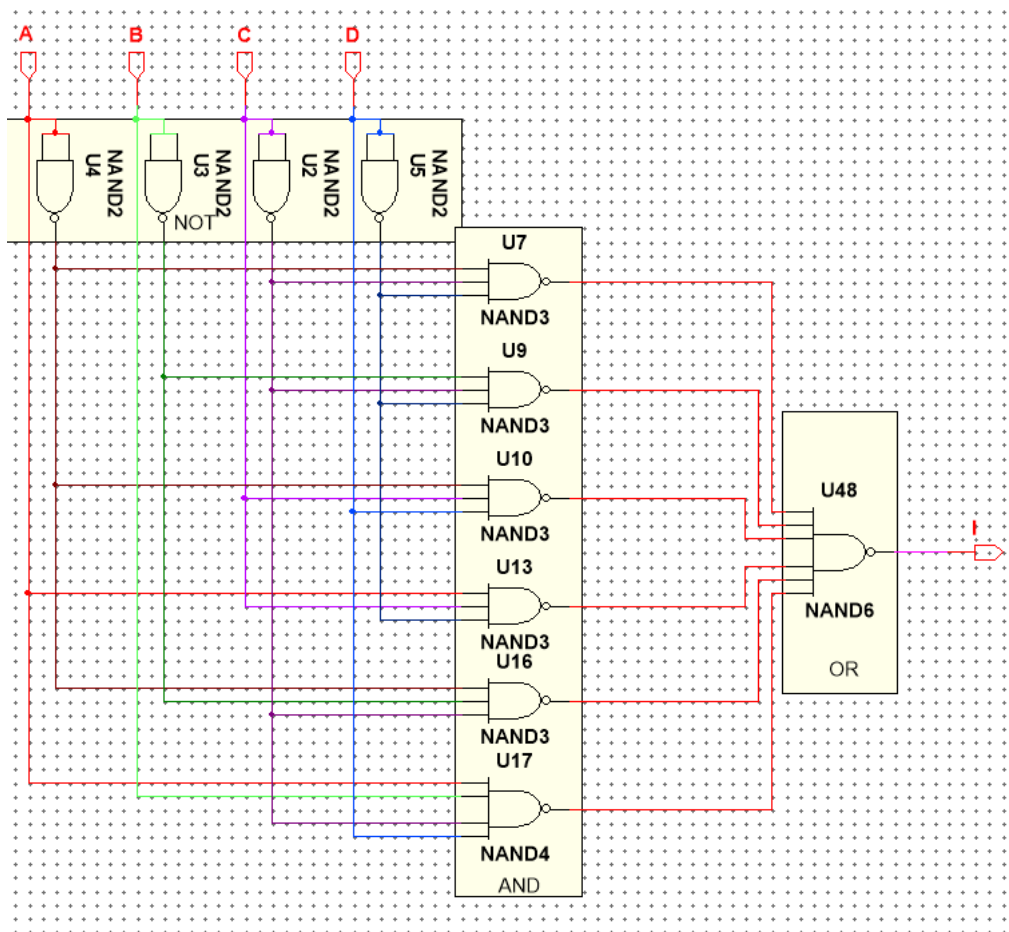 A
B
C
D
U4
NAND2
U3
NAND2
U2
NAND2
U5
NAND2
NOT
U7
NAND3
U9
NAND3
U10
NAND3
U13
NAND3
U16
NAND3
U17
NAND4
AND
U48
NAND6
OR
I